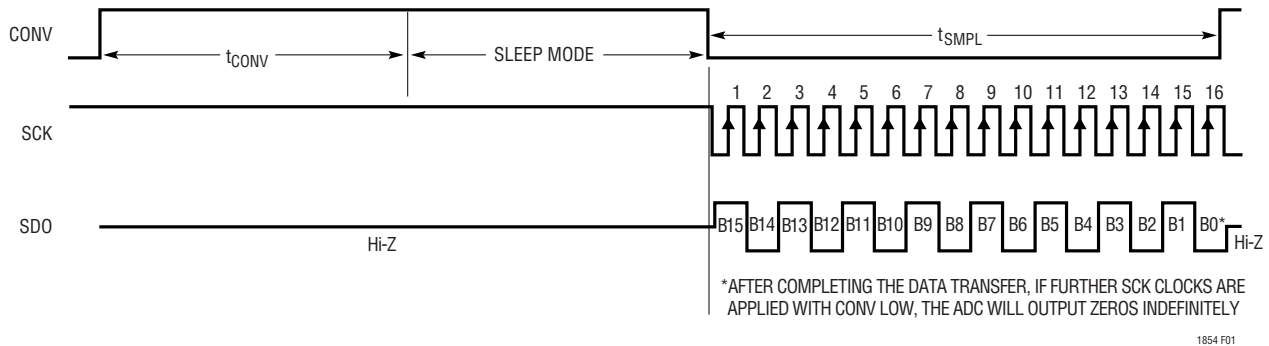 CONV
tCONV
SLEEP MODE
tSMPL
1 2 3 4 5 6 7 8 9 10 11 12 13 14 15 16
SCK
SDO
Hi-Z
B15 B14 B13 B12 B11 B10 B9 B8 B7 B6 B5 B4 B3 B2 B1 B0*
Hi-Z
*AFTER COMPLETING THE DATA TRANSFER, IF FURTHER SCK CLOCKS ARE
APPLIED WITH CONV LOW, THE ADC WILL OUTPUT ZEROS INDEFINITELY
1854 F01